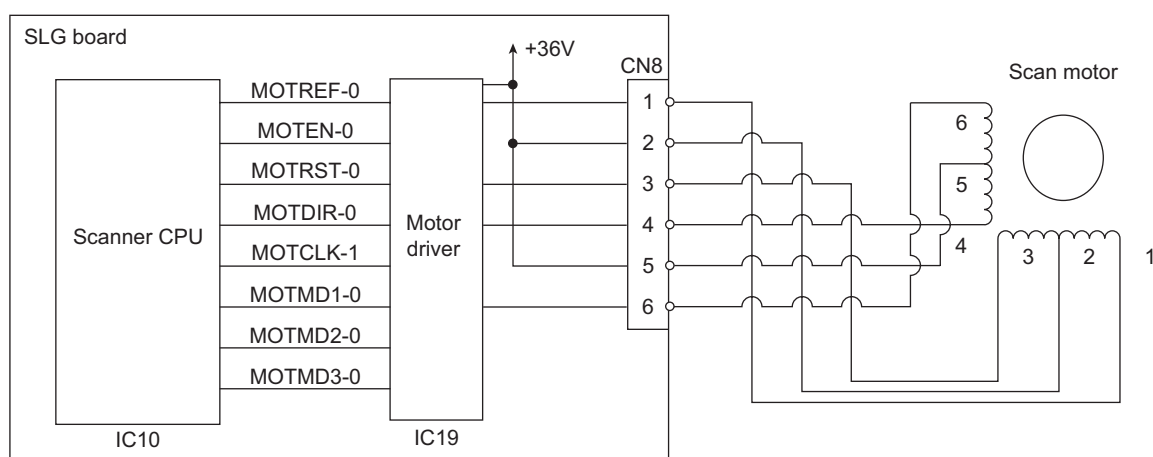 SLG board
+36V
CN8
Scan motor
MOTREF-0
MOTEN-0
MOTRST-0
MOTDIR-0
MOTCLK-1
MOTMD1-0
MOTMD2-0
MOTMD3-0
Scanner CPU
Motor
driver
IC10
IC19
1
2
3
4
5
6
6
5
4
3
2
1